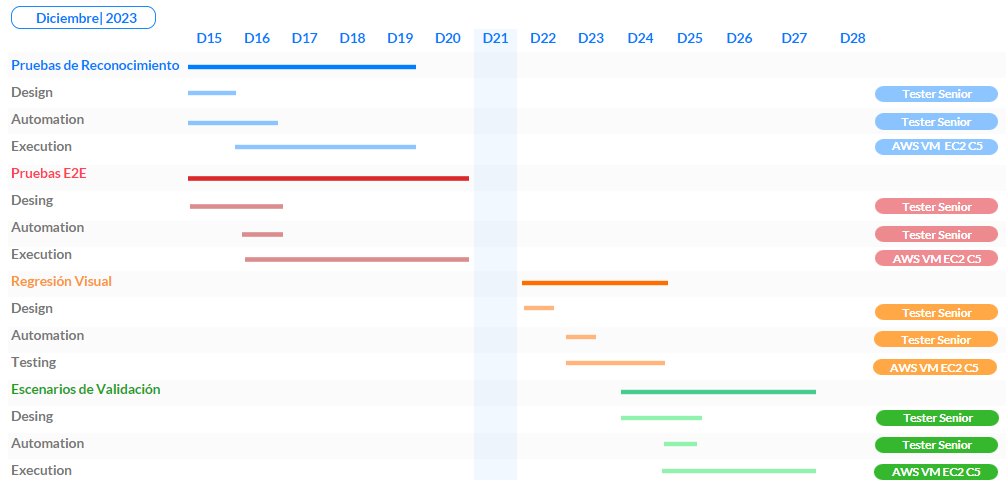 Diciembre| 2023
D15 D16 D17 D18 D19 D20 D21 D22 D23 D24 D25 D26 D27 D28
Pruebas de Reconocimiento
Design Tester Senior
Automation Tester Senior
Execution AWS VM EC2 C5
Pruebas E2E
Desing Tester Senior
Automation Tester Senior
Execution AWS VM EC2 C5
Regresión Visual
Design Tester Senior
Automation Tester Senior
Testing AWS VM EC2 C5
Escenarios de Validación
Desing Tester Senior
Automation Tester Senior
Execution AWS VM EC2 C5